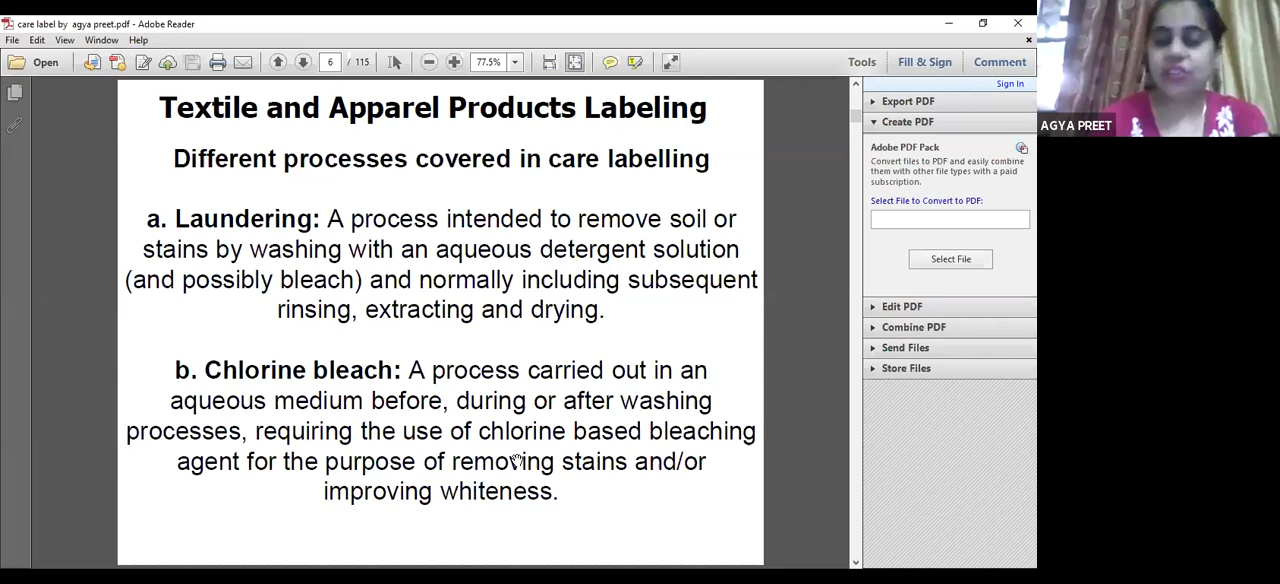 care label by agya preet.pdf - Adobe Reader
File Edit View Window Help
Open 6 / 115 77.5% Tools Fill & Sign Comment
Sign In
Textile and Apparel Products Labeling
Different processes covered in care labelling
a. Laundering: A process intended to remove soil or
stains by washing with an aqueous detergent solution
(and possibly bleach) and normally including subsequent
rinsing, extracting and drying.
b. Chlorine bleach: A process carried out in an
aqueous medium before, during or after washing
processes, requiring the use of chlorine based bleaching
agent for the purpose of removing stains and/or
improving whiteness.
Export PDF
Create PDF
Adobe PDF Pack
Convert files to PDF and easily combine
them with other file types with a paid
subscription.
Select File to Convert to PDF:
Select File
Edit PDF
Combine PDF
Send Files
Store Files
AGYA PREET